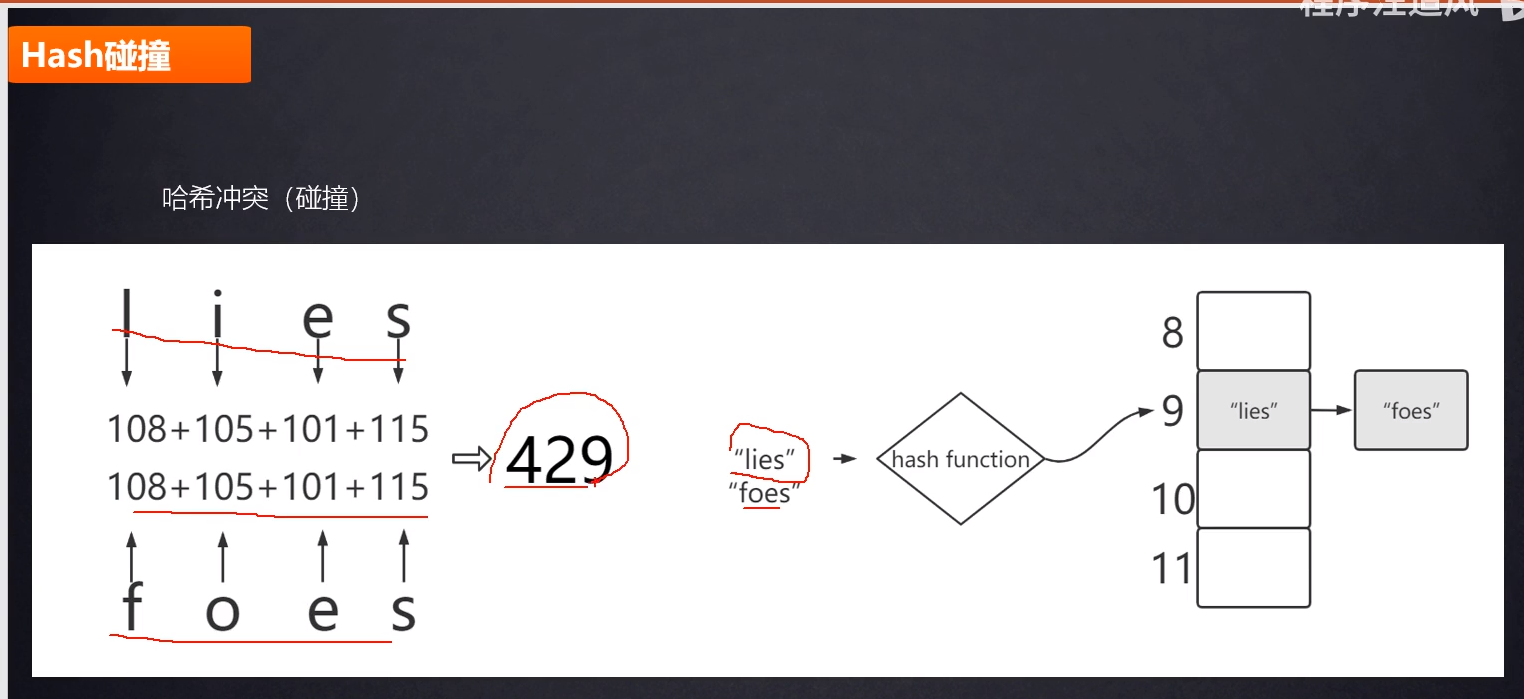 Hash碰撞
哈希冲突（碰撞）
l i e s
108+105+101+115
108+105+101+115
f o e s
429
“lies”
“foes”
hash function
8
9
10
11
“lies”
“foes”